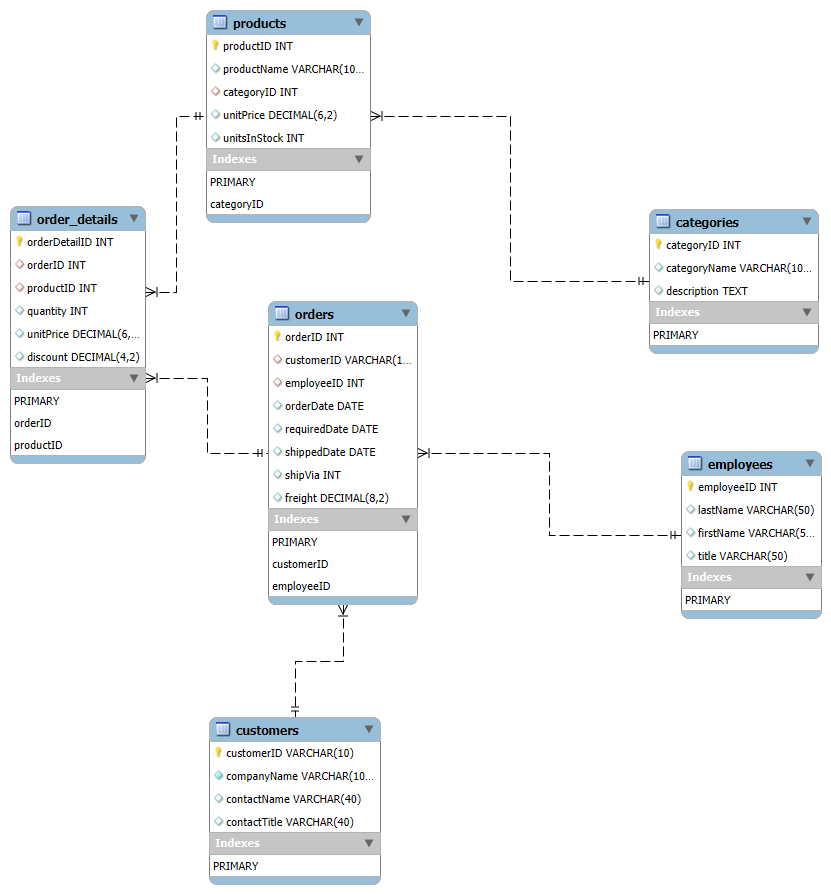 products
productID INT
productName VARCHAR(10...
categoryID INT
unitPrice DECIMAL(6,2)
unitsInStock INT
Indexes
PRIMARY
categoryID
order_details
orderDetailID INT
orderID INT
productID INT
quantity INT
unitPrice DECIMAL(6,...
discount DECIMAL(4,2)
Indexes
PRIMARY
orderID
productID
categories
categoryID INT
categoryName VARCHAR(10...
description TEXT
Indexes
PRIMARY
orders
orderID INT
customerID VARCHAR(1...
employeeID INT
orderDate DATE
requiredDate DATE
shippedDate DATE
shipVia INT
freight DECIMAL(8,2)
Indexes
PRIMARY
customerID
employeeID
employees
employeeID INT
lastName VARCHAR(50)
firstName VARCHAR(5...
title VARCHAR(50)
Indexes
PRIMARY
customers
customerID VARCHAR(10)
companyName VARCHAR(10...
contactName VARCHAR(40)
contactTitle VARCHAR(40)
Indexes
PRIMARY